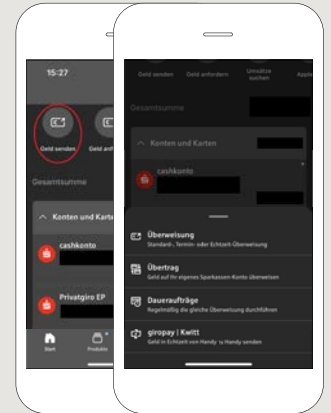 15:27
Geld senden
Geld anf
Gesamtsumme
Konten und Kart
cashkonto
Privatgiro EP
Start
Produkte
Geld senden
Geld anfordern
Umsätze
suchen
Apple
Gesamtsumme
Konten und Karten
cashkonto
Überweisung
Standard-, Termin- oder Echtzeit-Überweisung
Übertrag
Geld auf Ihr eigenes Sparkassen-Konto überweisen
Daueraufträge
Regelmäßig die gleiche Überweisung durchführen
giropay | Kwitt
Geld in Echtzeit von Handy zu Handy senden